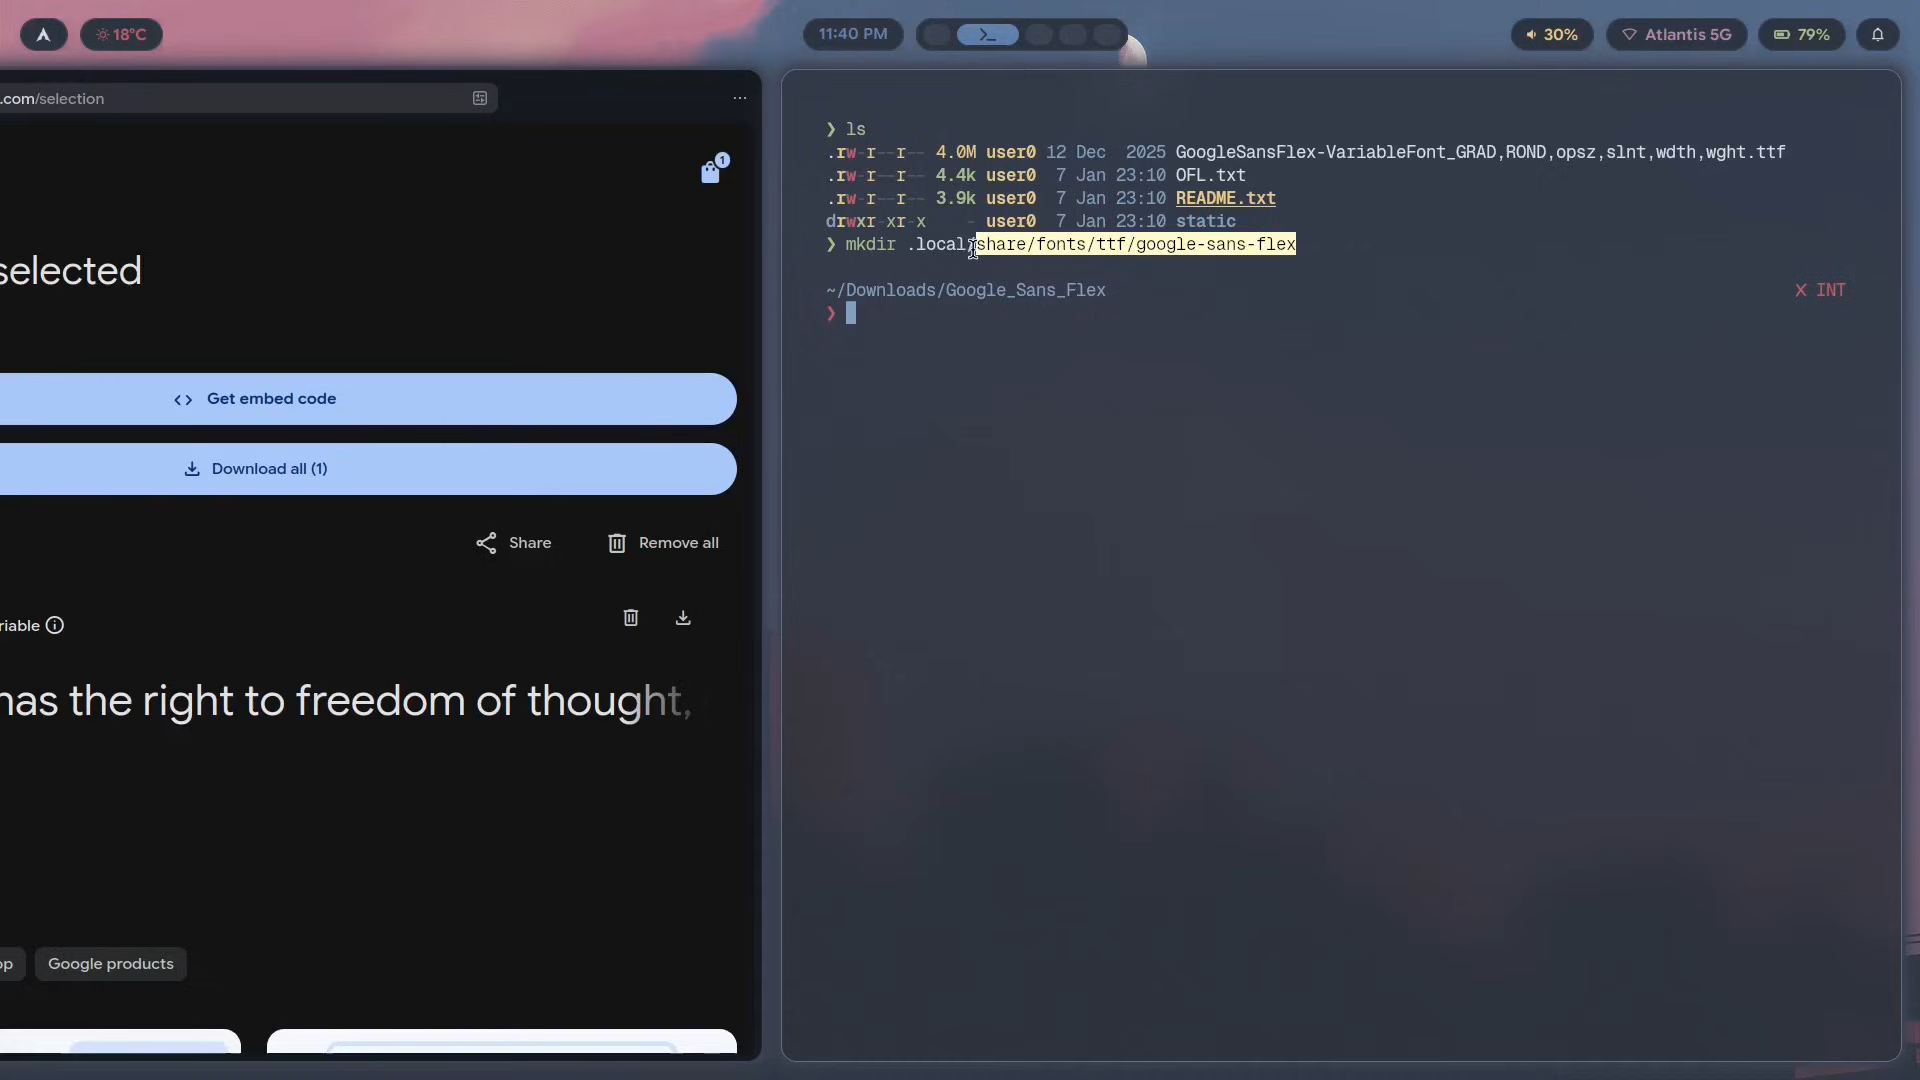 18°C
11:40 PM
>_
30%
Atlantis 5G
79%
.com/selection
1
selected
Get embed code
Download all (1)
Share
Remove all
riable
has the right to freedom of thought,
Google products
❯ ls
.rw-r--r-- 4.0M user0 12 Dec 2025 GoogleSansFlex-VariableFont_GRAD,ROND,opsz,slnt,wdth,wght.ttf
.rw-r--r-- 4.4k user0 7 Jan 23:10 OFL.txt
.rw-r--r-- 3.9k user0 7 Jan 23:10 README.txt
drwxr-xr-x - user0 7 Jan 23:10 static
❯ mkdir .local/share/fonts/ttf/google-sans-flex
~/Downloads/Google_Sans_Flex
X INT
❯